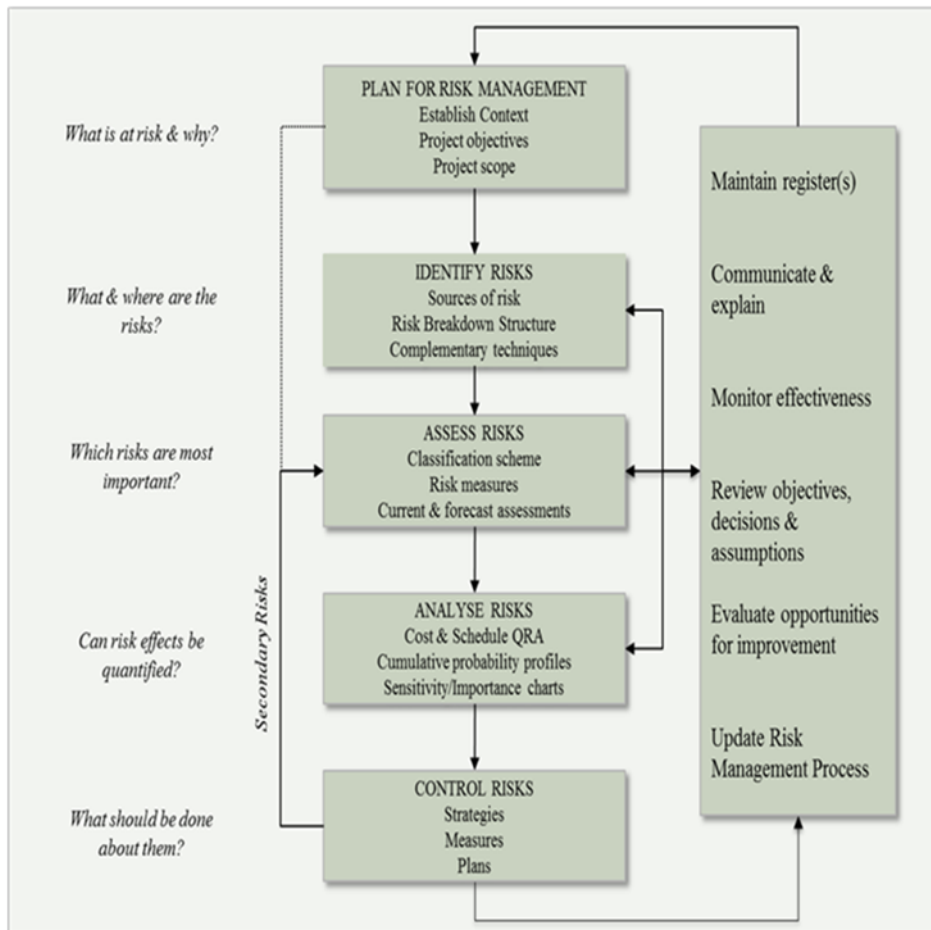 What is at risk & why?
PLAN FOR RISK MANAGEMENT
Establish Context
Project objectives
Project scope
What & where are the
risks?
IDENTIFY RISKS
Sources of risk
Risk Breakdown Structure
Complementary techniques
Which risks are most
important?
ASSESS RISKS
Classification scheme
Risk measures
Current & forecast assessments
Can risk effects be
quantified?
Secondary Risks
ANALYSE RISKS
Cost & Schedule QRA
Cumulative probability profiles
Sensitivity/Importance charts
What should be done
about them?
CONTROL RISKS
Strategies
Measures
Plans
Maintain register(s)
Communicate &
explain
Monitor effectiveness
Review objectives,
decisions &
assumptions
Evaluate opportunities
for improvement
Update Risk
Management Process